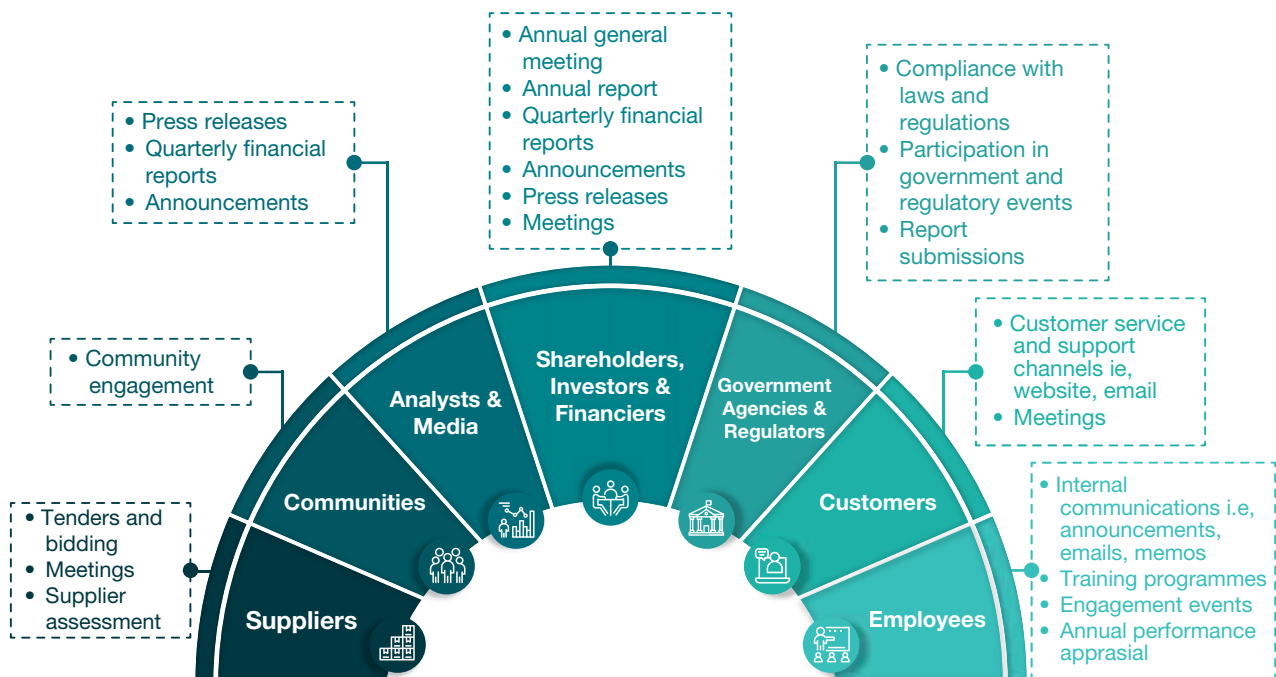 • Annual general
meeting
• Annual report
• Quarterly financial
reports
• Announcements
• Press releases
• Meetings
• Compliance with
laws and
regulations
• Participation in
government and
regulatory events
• Report
submissions
• Press releases
• Quarterly financial
reports
• Announcements
• Customer service
and support
channels ie,
website, email
• Meetings
• Community
engagement
Shareholders,
Investors &
Financiers
Analysts &
Media
Government
Agencies &
Regulators
Communities
Customers
• Tenders and
bidding
• Meetings
• Supplier
assessment
Suppliers
Employees
• Internal
communications i.e,
announcements,
emails, memos
• Training programmes
• Engagement events
• Annual performance
apprasial